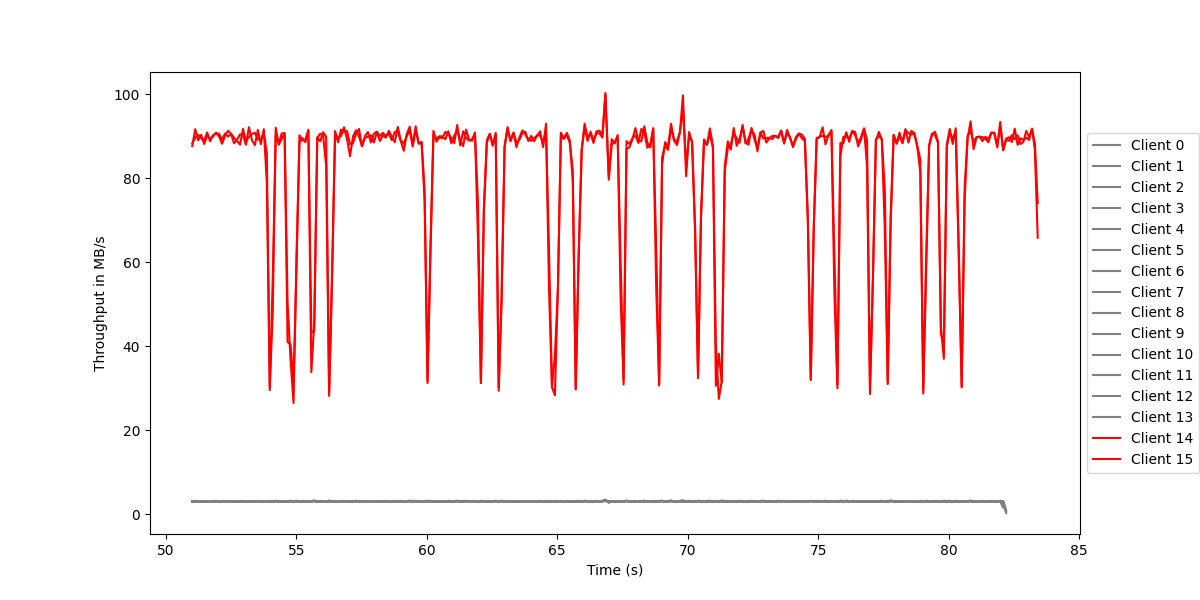 Throughput in MB/s
100
80
60
40
20
0
50 55 60 65 70 75 80 85
Time (s)
Client 0
Client 1
Client 2
Client 3
Client 4
Client 5
Client 6
Client 7
Client 8
Client 9
Client 10
Client 11
Client 12
Client 13
Client 14
Client 15